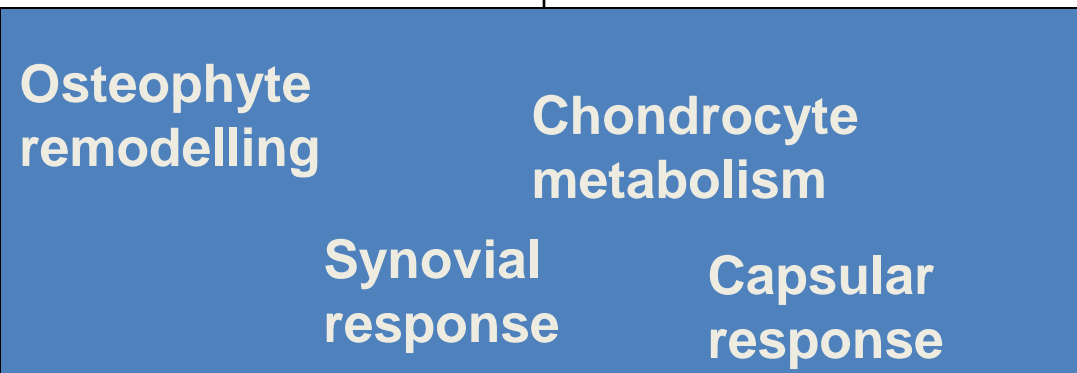 Osteophyte
remodelling
Chondrocyte
metabolism
Synovial
response
Capsular
response